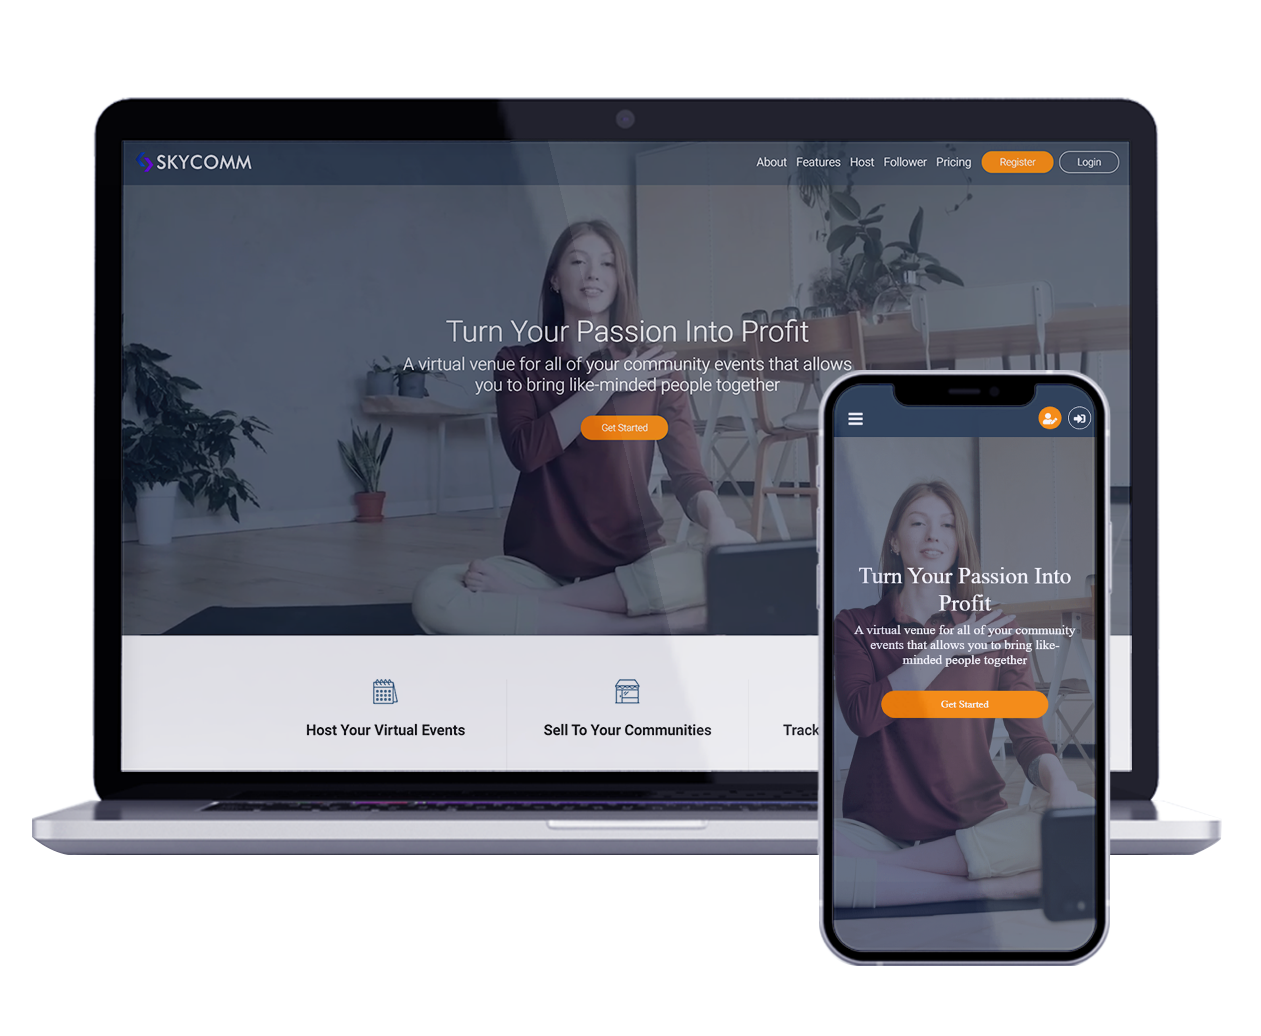 SKYCOMM
About Features Host Follower Pricing Register Login
Turn Your Passion Into Profit
A virtual venue for all of your community events that allows
you to bring like-minded people together
Get Started
Host Your Virtual Events
Sell To Your Communities
Track
Turn Your Passion Into
Profit
A virtual venue for all of your community
events that allows you to bring like-
minded people together
Get Started